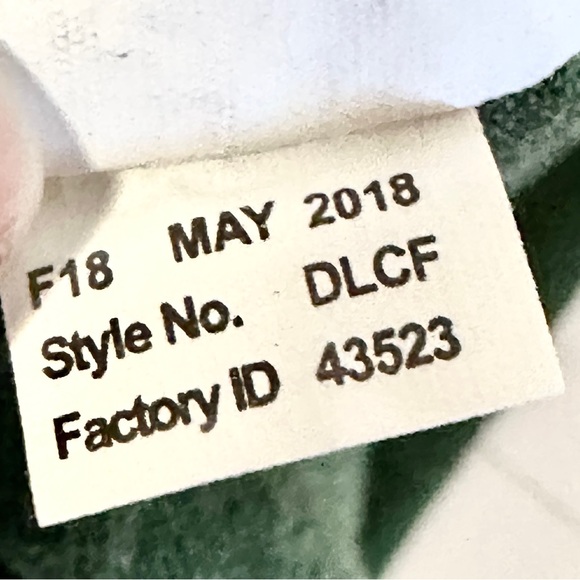 F18 MAY 2018
Style No. DLCF
Factory ID 43523